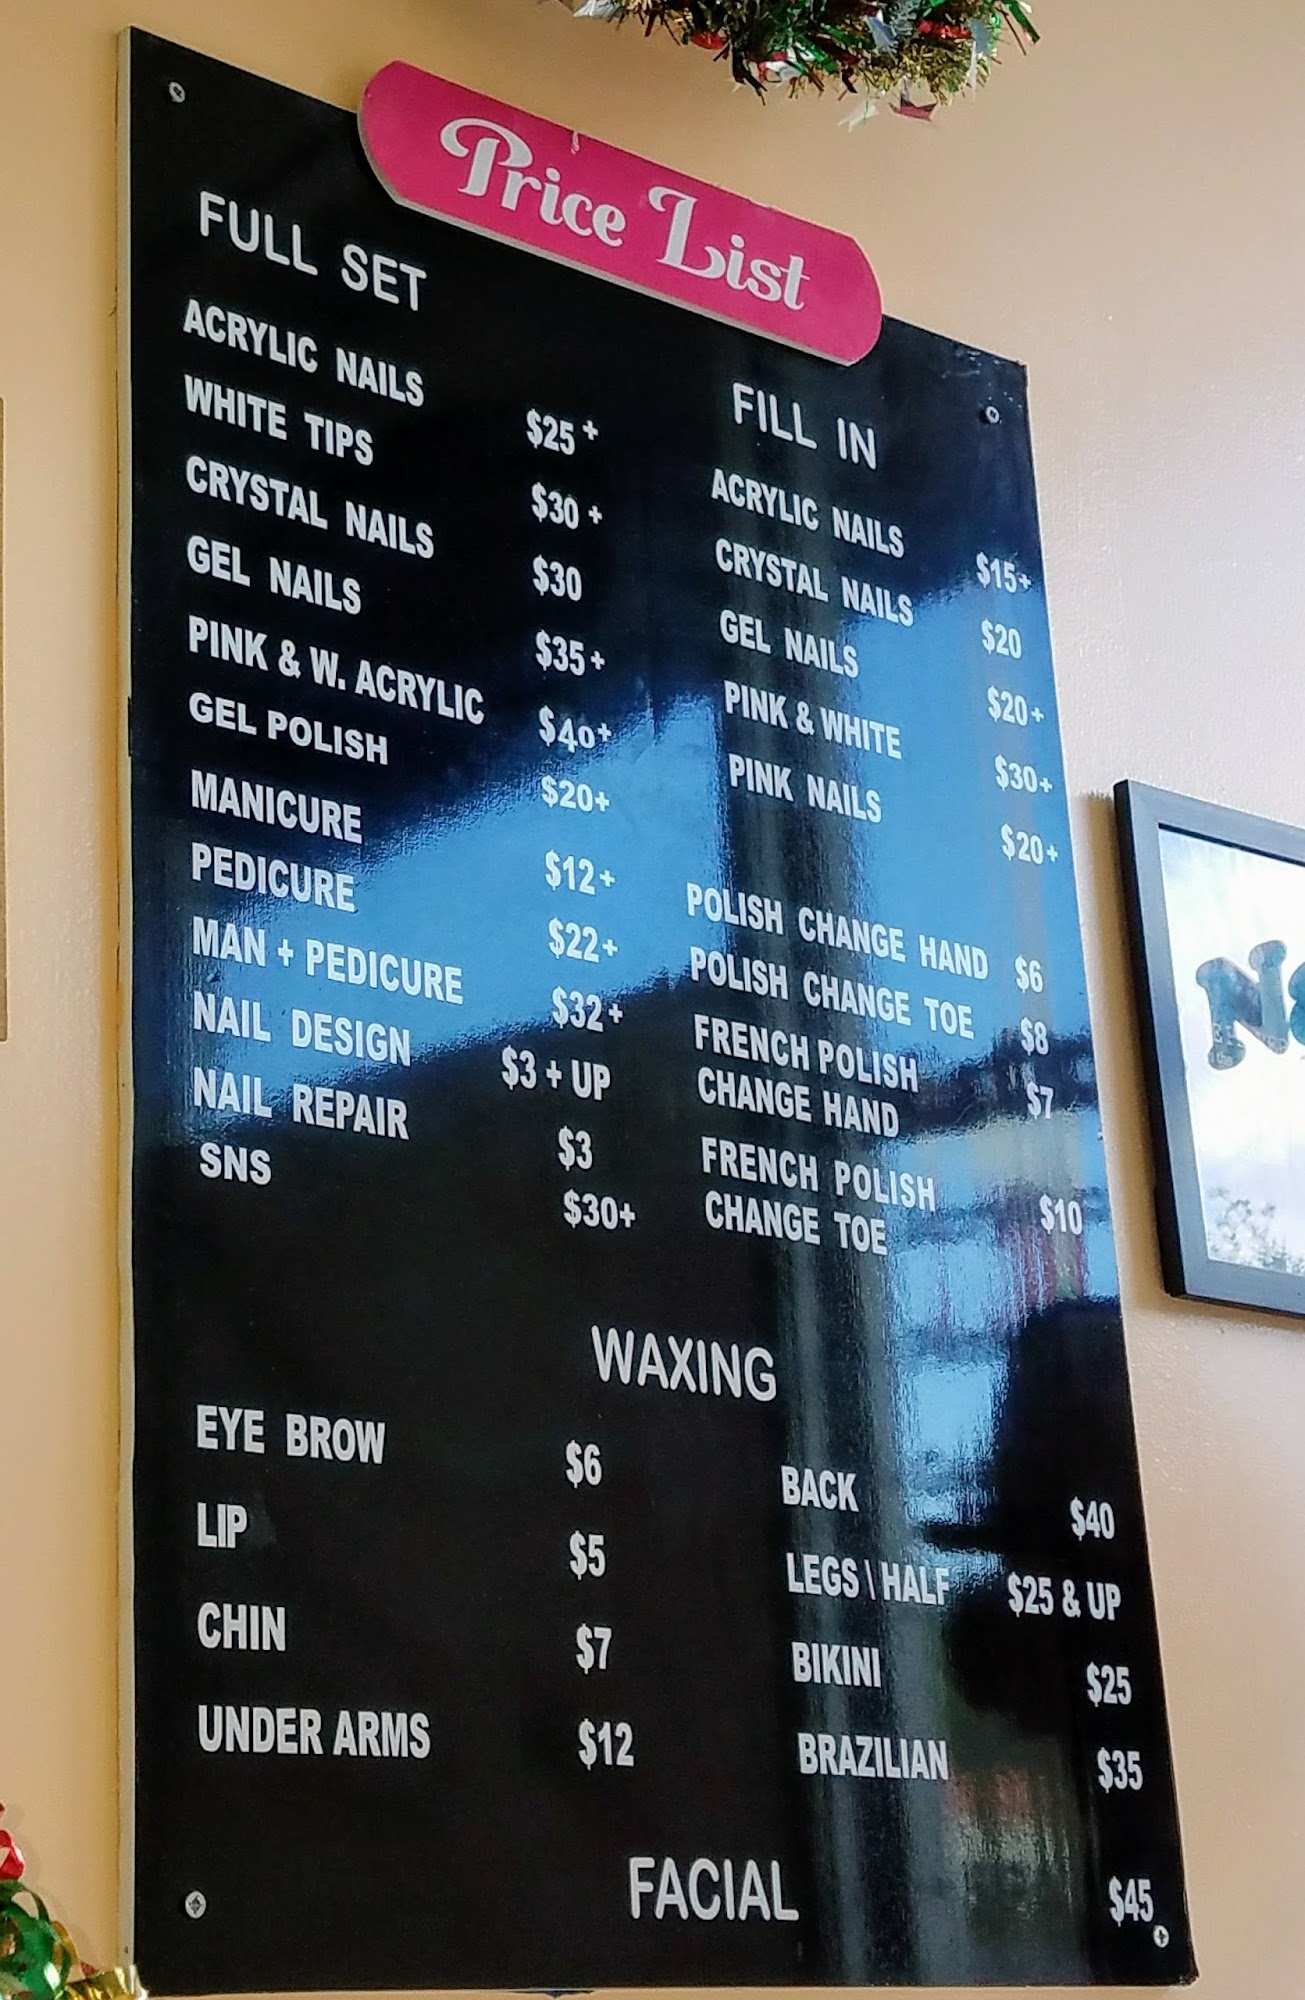 Price List
FULL SET
ACRYLIC NAILS $25+
WHITE TIPS $30+
CRYSTAL NAILS $30
GEL NAILS $35+
PINK & W. ACRYLIC $40+
GEL POLISH $20+
MANICURE $12+
PEDICURE $22+
MAN + PEDICURE $32+
NAIL DESIGN $3 + UP
NAIL REPAIR $3
SNS $30+
FILL IN
ACRYLIC NAILS $15+
CRYSTAL NAILS $20
GEL NAILS $20+
PINK & WHITE $30+
PINK NAILS $20+
POLISH CHANGE HAND $6
POLISH CHANGE TOE $8
FRENCH POLISH
CHANGE HAND $7
FRENCH POLISH
CHANGE TOE $10
WAXING
EYE BROW $6
LIP $5
CHIN $7
UNDER ARMS $12
BACK $40
LEGS \ HALF $25 & UP
BIKINI $25
BRAZILIAN $35
FACIAL $45